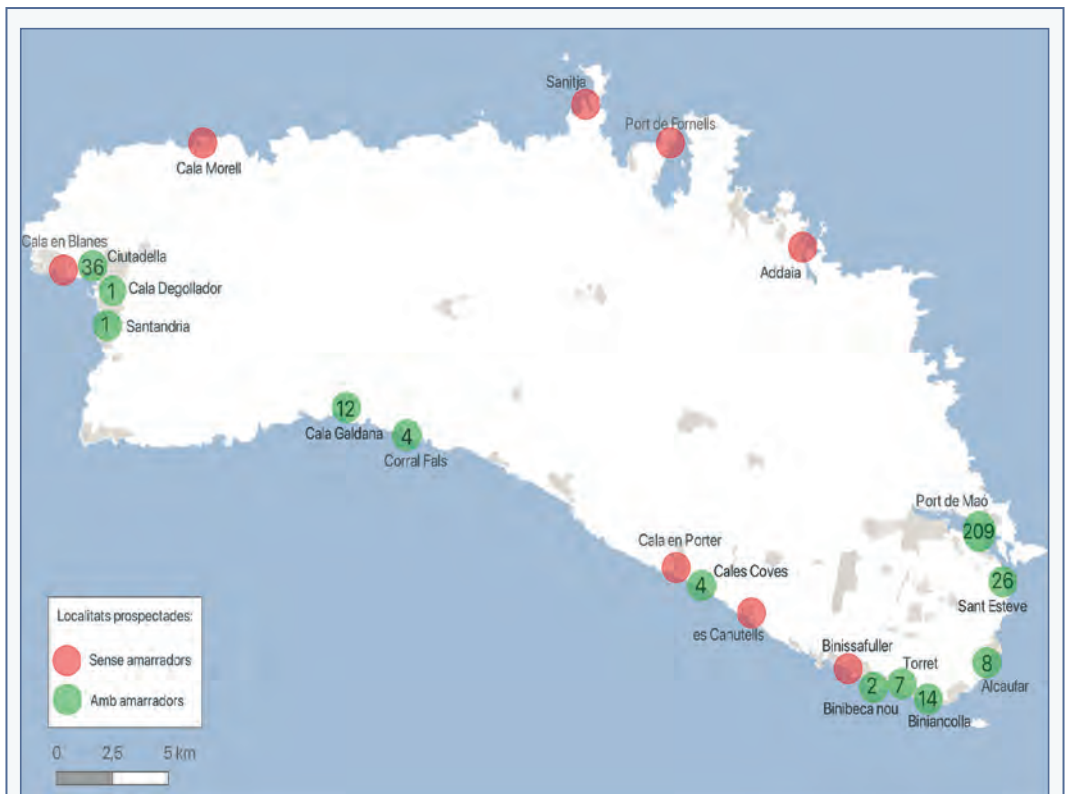 Sanitja
Port de Fornells
Cala Morell
Cala en Blanes
Ciutadella
36
Addaia
1
Cala Degollador
1
Santandria
12
Cala Galdana
4
Corral Fals
Port de Maó
209
Cala en Porter
Cales Coves
4
26
Sant Esteve
es Canutells
Binissafuller
Torret
8
Alcaufar
2
7
14
Binibeca nou
Biniancolla
Localitats prospectades:
Sense amarradors
Amb amarradors
0 2,5 5 km